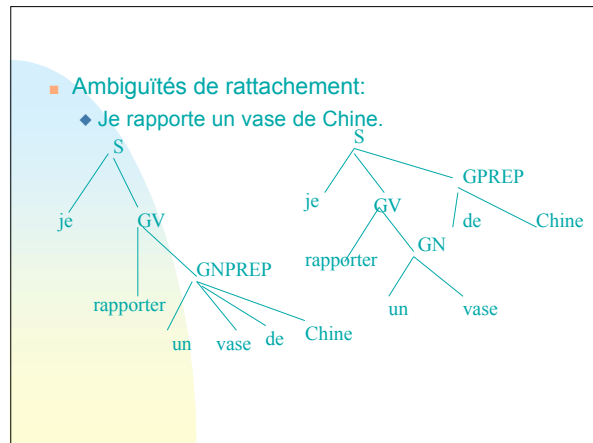 Ambiguïtés de rattachement:
Je rapporte un vase de Chine.
S
je GV
rapporter GNPREP
un vase de Chine
S
je GV GPREP
rapporter GN de Chine
un vase